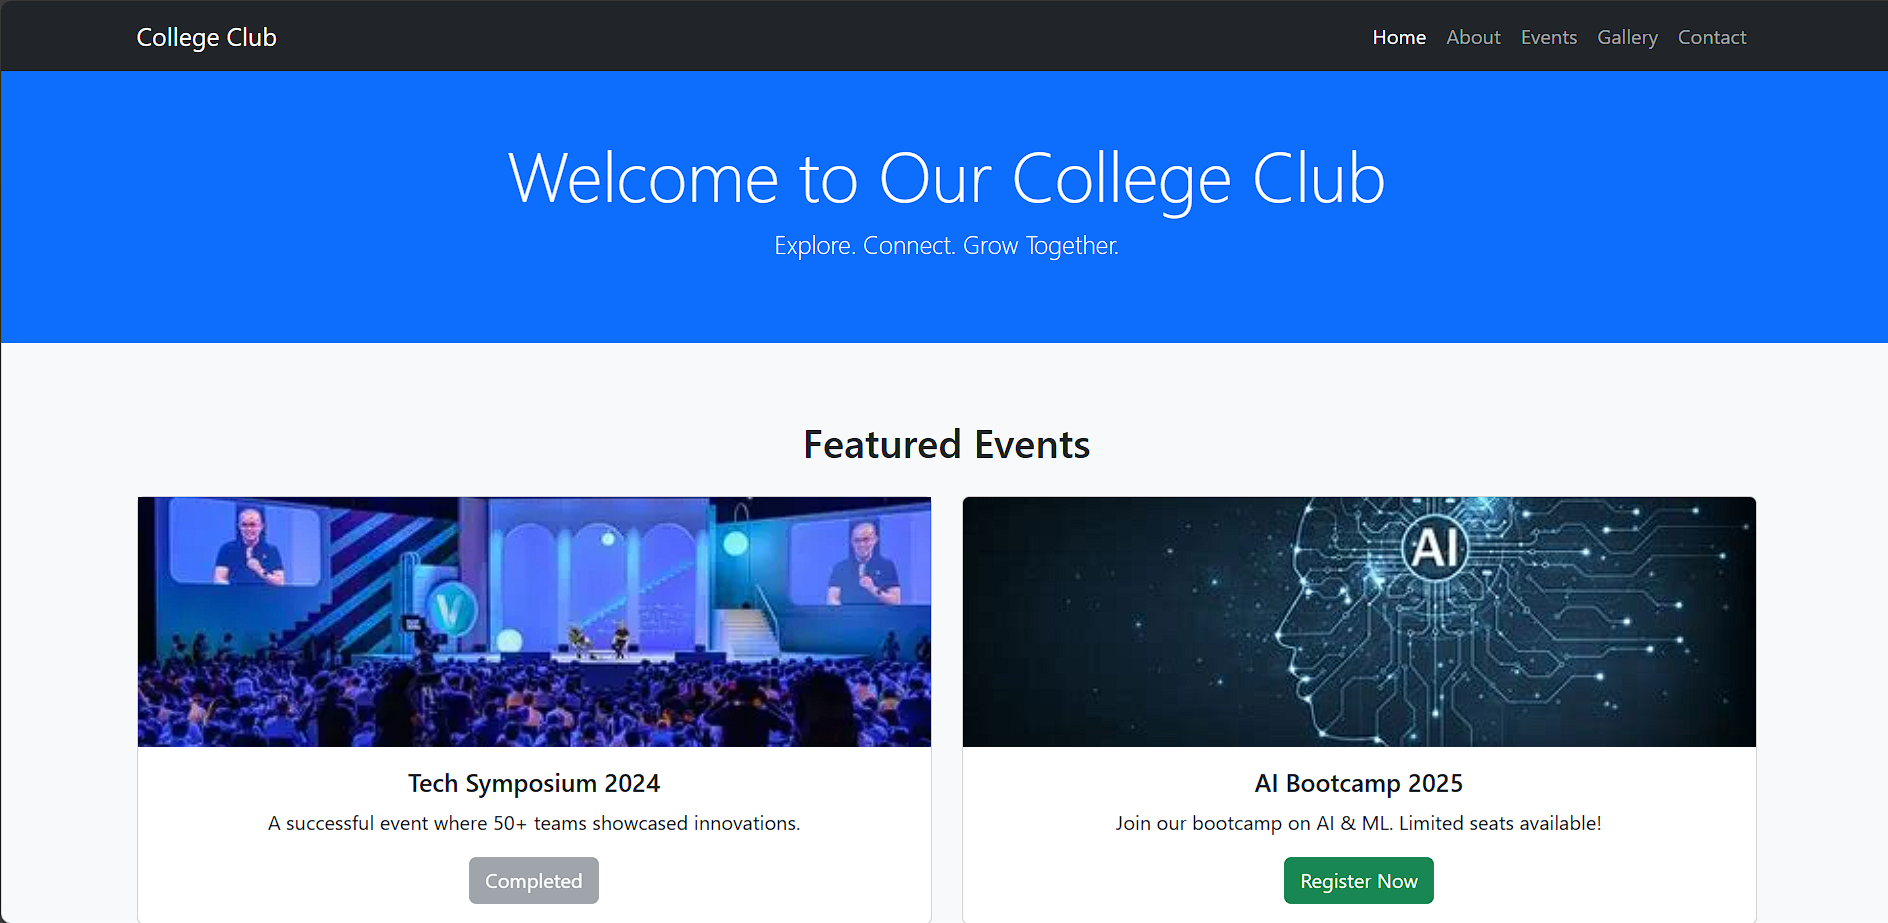 College Club
Home About Events Gallery Contact
Welcome to Our College Club
Explore. Connect. Grow Together.
Featured Events
V
AI
Tech Symposium 2024
A successful event where 50+ teams showcased innovations.
Completed
AI Bootcamp 2025
Join our bootcamp on AI & ML. Limited seats available!
Register Now